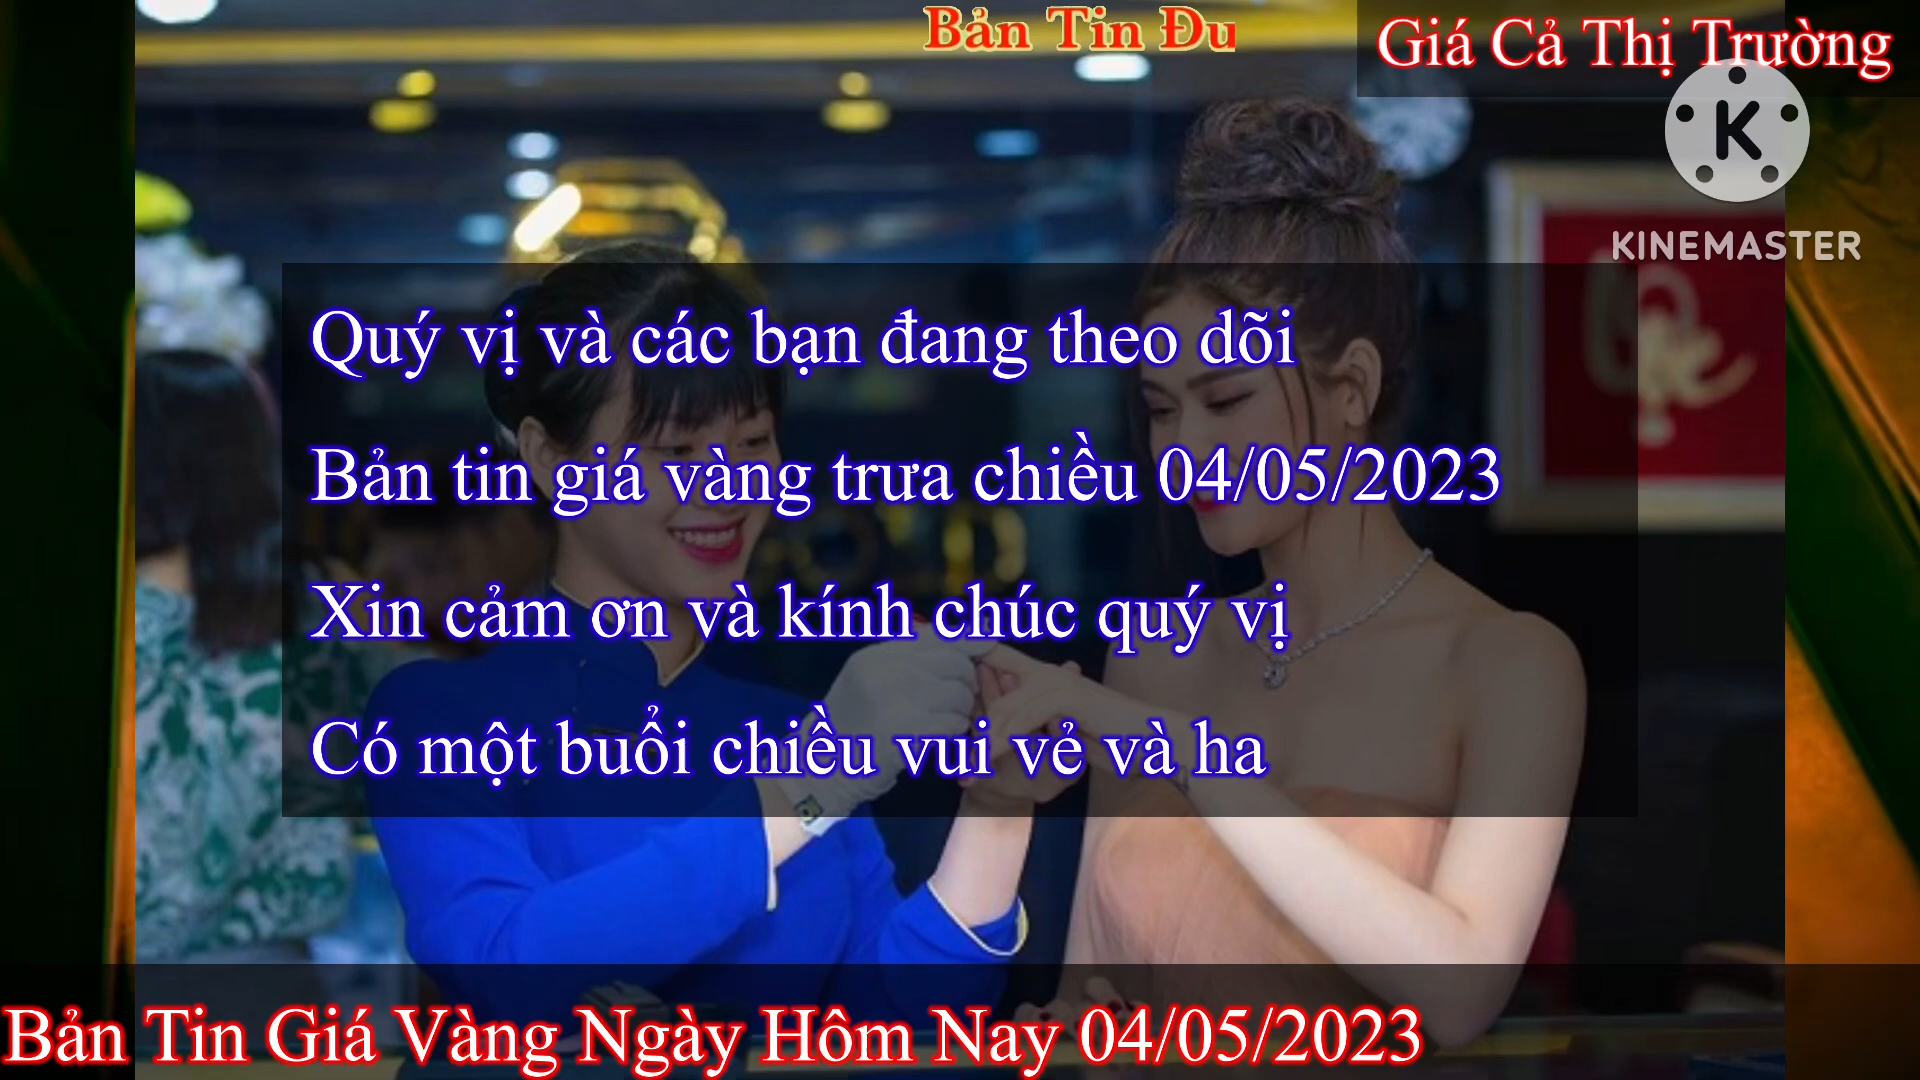 Bản Tin Đu
Giá Cả Thị Trường
K
KINEMASTER
Quý vị và các bạn đang theo dõi
Bản tin giá vàng trưa chiều 04/05/2023
Xin cảm ơn và kính chúc quý vị
Có một buổi chiều vui vẻ và ha
Bản Tin Giá Vàng Ngày Hôm Nay 04/05/2023